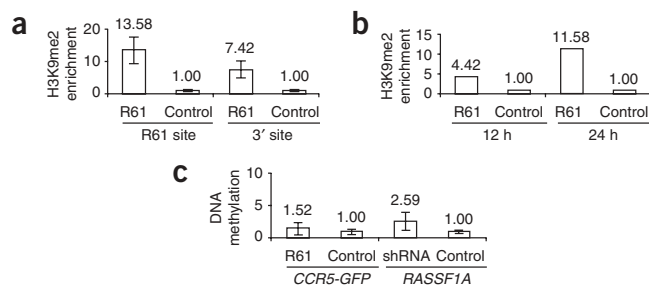 a
H3K9me2
enrichment
20
10
0
13.58
1.00
7.42
1.00
R61 Control R61 Control
R61 site 3′ site
b
H3K9me2
enrichment
15
10
5
0
4.42
1.00
11.58
1.00
R61 Control R61 Control
12 h 24 h
c
DNA
methylation
10
5
0
1.52
1.00
2.59
1.00
R61 Control shRNA Control
CCR5-GFP RASSF1A